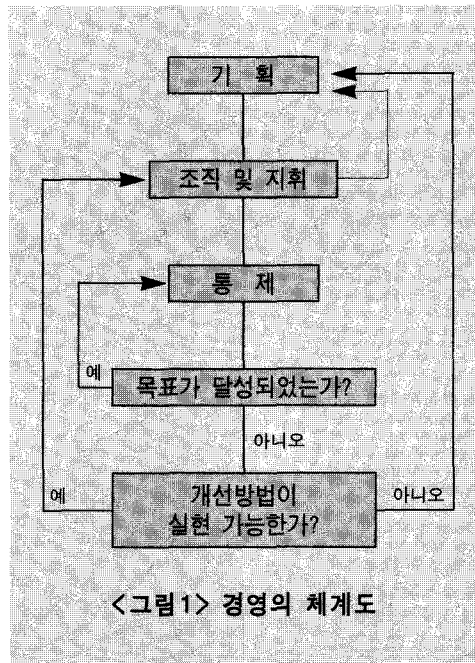 기 획
조직 및 지휘
통 제
예
목표가 달성되었는가?
아니오
예
개선방법이
실현 가능한가?
아니오
<그림1> 경영의 체계도